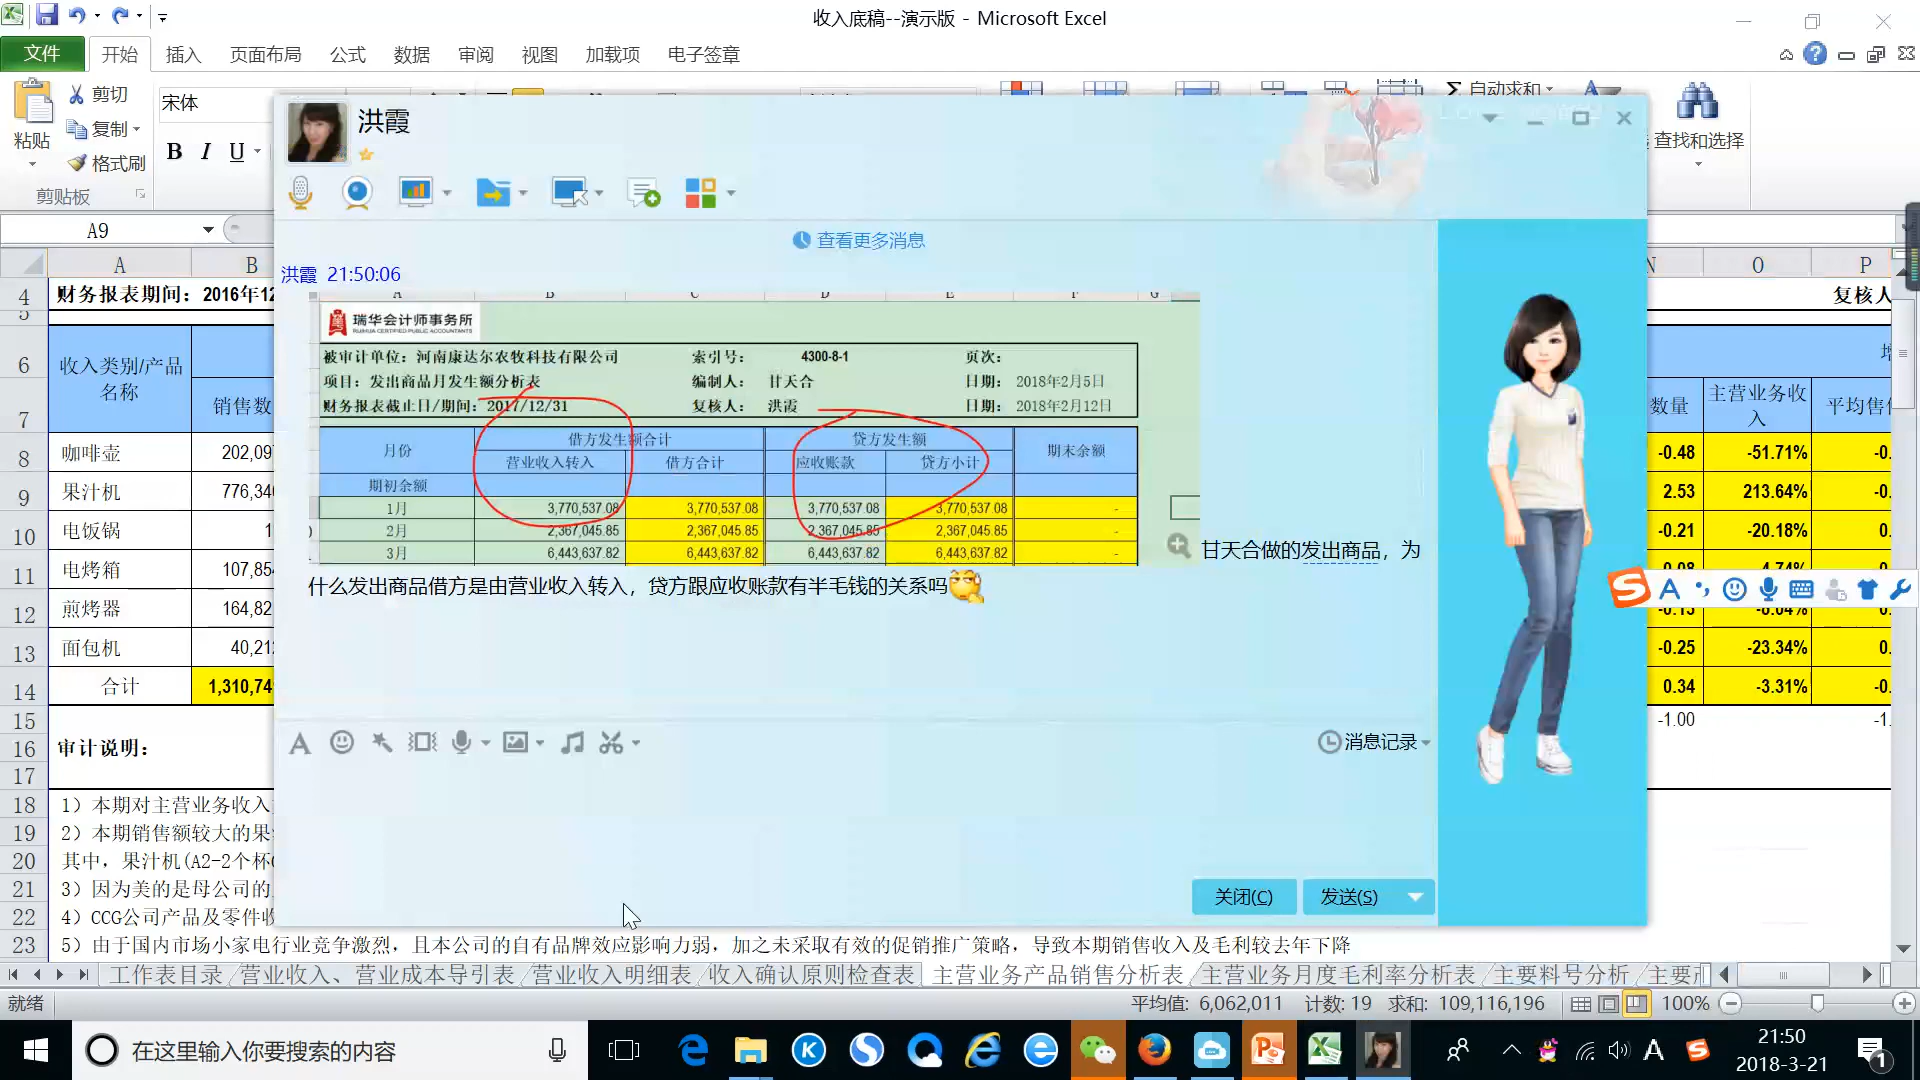 收入底稿--演示版 - Microsoft Excel
文件 开始 插入 页面布局 公式 数据 审阅 视图 加载项 电子签章
剪切
复制
格式刷
粘贴
剪贴板
宋体
B I U
Σ 自动求和
查找和选择
A9
洪霞
查看更多消息
洪霞 21:50:06
A B C D E F G
瑞华会计师事务所
RUIHUA CERTIFIED PUBLIC ACCOUNTANTS
被审计单位：河南康达尔农牧科技有限公司 索引号： 4300-8-1 页次：
项目：发出商品月发生额分析表 编制人： 甘天合 日期： 2018年2月5日
财务报表截止日/期间：2017/12/31 复核人： 洪霞 日期： 2018年2月12日
月份 借方发生额合计 贷方发生额 期末余额
营业收入转入 借方合计 应收账款 贷方小计
期初余额
1月 3,770,537.08 3,770,537.08 3,770,537.08 3,770,537.08 -
2月 2,367,045.85 2,367,045.85 2,367,045.85 2,367,045.85 -
3月 6,443,637.82 6,443,637.82 6,443,637.82 6,443,637.82 -
甘天合做的发出商品，为
什么发出商品借方是由营业收入转入，贷方跟应收账款有半毛钱的关系吗
消息记录
关闭(C) 发送(S)
A B N O P
4 财务报表期间：2016年12 复核人
5
6 收入类别/产品名称
7 销售数 数量 主营业务收入 平均售
8 咖啡壶 202,09 -0.48 -51.71% -0.
9 果汁机 776,34 2.53 213.64% -0.
10 电饭锅 1 -0.21 -20.18% 0.
11 电烤箱 107,85
12 煎烤器 164,82
13 面包机 40,21 -0.25 -23.34% 0.
14 合计 1,310,74 0.34 -3.31% -0.
15 -1.00 -1.
16 审计说明：
17
18 1）本期对主营业务收入
19 2）本期销售额较大的果
20 其中，果汁机(A2-2个杯
21 3）因为美的是母公司的
22 4）CCG公司产品及零件收
23 5）由于国内市场小家电行业竞争激烈，且本公司的自有品牌效应影响力弱，加之未采取有效的促销推广策略，导致本期销售收入及毛利较去年下降
工作表目录 营业收入、营业成本导引表 营业收入明细表 收入确认原则检查表 主营业务产品销售分析表 主营业务月度毛利率分析表 主要料号分析 主要
就绪 平均值: 6,062,011 计数: 19 求和: 109,116,196 100%
在这里输入你要搜索的内容
21:50
2018-3-21
1